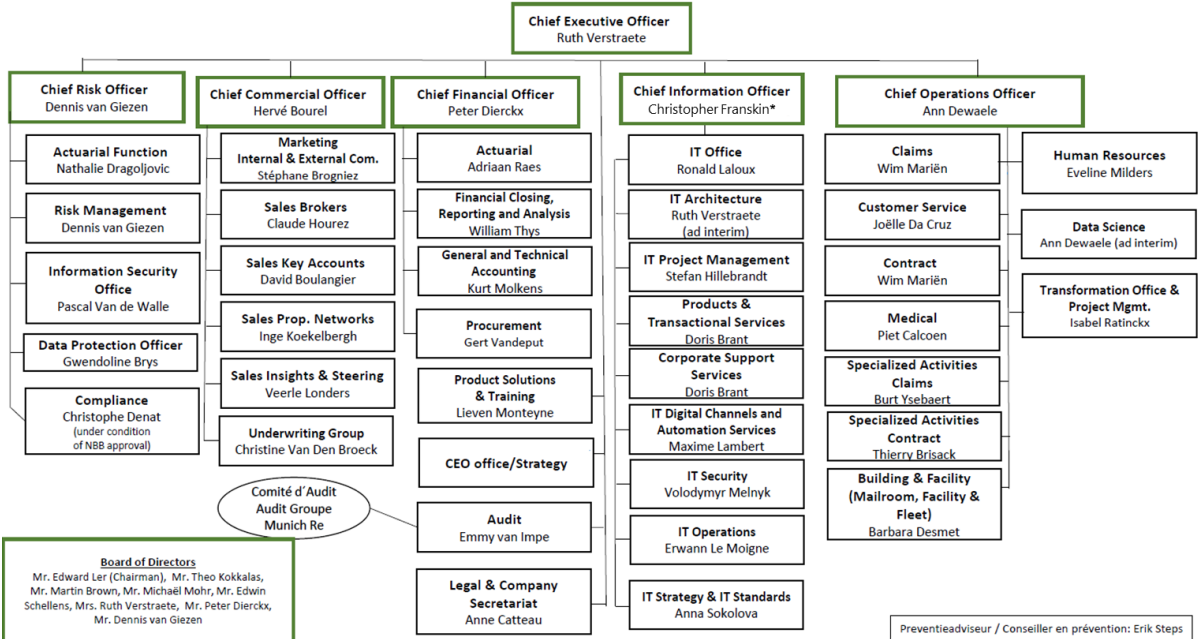 Chief Executive Officer
Ruth Verstraete
Chief Risk Officer
Dennis van Giezen
Chief Commercial Officer
Hervé Bourel
Chief Financial Officer
Peter Dierckx
Chief Information Officer
Christopher Franskin*
Chief Operations Officer
Ann Dewaele
Actuarial Function
Nathalie Dragoljovic
Risk Management
Dennis van Giezen
Information Security
Office
Pascal Van de Walle
Data Protection Officer
Gwendoline Brys
Compliance
Christophe Denat
(under condition
of NBB approval)
Marketing
Internal & External Com.
Stéphane Brogniez
Sales Brokers
Claude Hourez
Sales Key Accounts
David Boulangier
Sales Prop. Networks
Inge Koekelbergh
Sales Insights & Steering
Veerle Londers
Underwriting Group
Christine Van Den Broeck
Actuarial
Adriaan Raes
Financial Closing,
Reporting and Analysis
William Thys
General and Technical
Accounting
Kurt Molkens
Procurement
Gert Vandeput
Product Solutions
& Training
Lieven Monteyne
CEO office/Strategy
Comité d´Audit
Audit Groupe
Munich Re
Audit
Emmy van Impe
Legal & Company
Secretariat
Anne Catteau
IT Office
Ronald Laloux
IT Architecture
Ruth Verstraete
(ad interim)
IT Project Management
Stefan Hillebrandt
Products &
Transactional Services
Doris Brant
Corporate Support
Services
Doris Brant
IT Digital Channels and
Automation Services
Maxime Lambert
IT Security
Volodymyr Melnyk
IT Operations
Erwann Le Moigne
IT Strategy & IT Standards
Anna Sokolova
Claims
Wim Mariën
Customer Service
Joëlle Da Cruz
Contract
Wim Mariën
Medical
Piet Calcoen
Specialized Activities
Claims
Burt Ysebaert
Specialized Activities
Contract
Thierry Brisack
Building & Facility
(Mailroom, Facility &
Fleet)
Barbara Desmet
Human Resources
Eveline Milders
Data Science
Ann Dewaele (ad interim)
Transformation Office &
Project Mgmt.
Isabel Ratinckx
Board of Directors
Mr. Edward Ler (Chairman), Mr. Theo Kokkalas,
Mr. Martin Brown, Mr. Michaël Mohr, Mr. Edwin
Schellens, Mrs. Ruth Verstraete, Mr. Peter Dierckx,
Mr. Dennis van Giezen
Preventieadviseur / Conseiller en prévention: Erik Steps